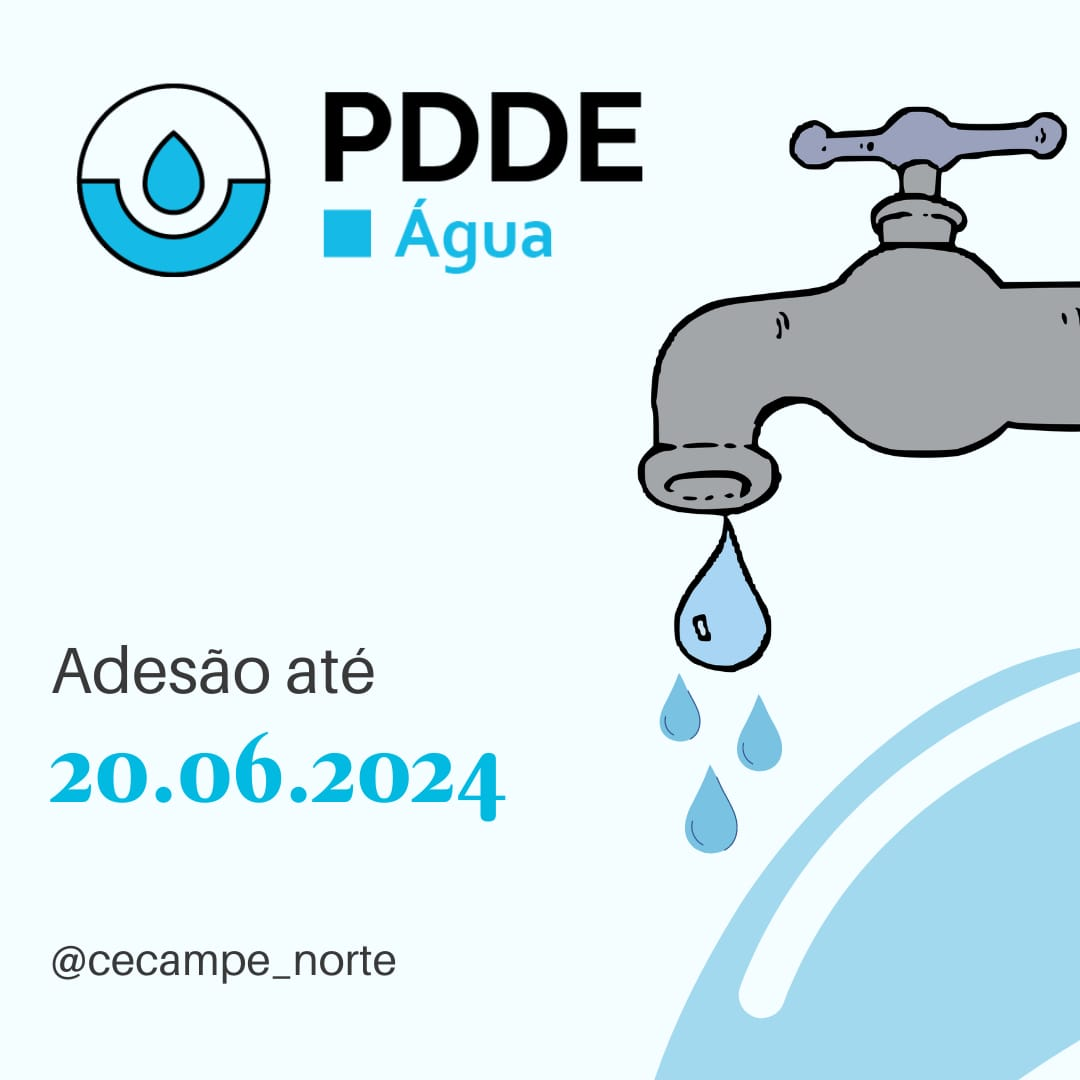 PDDE
Água
Adesão até
20.06.2024
@cecampe_norte